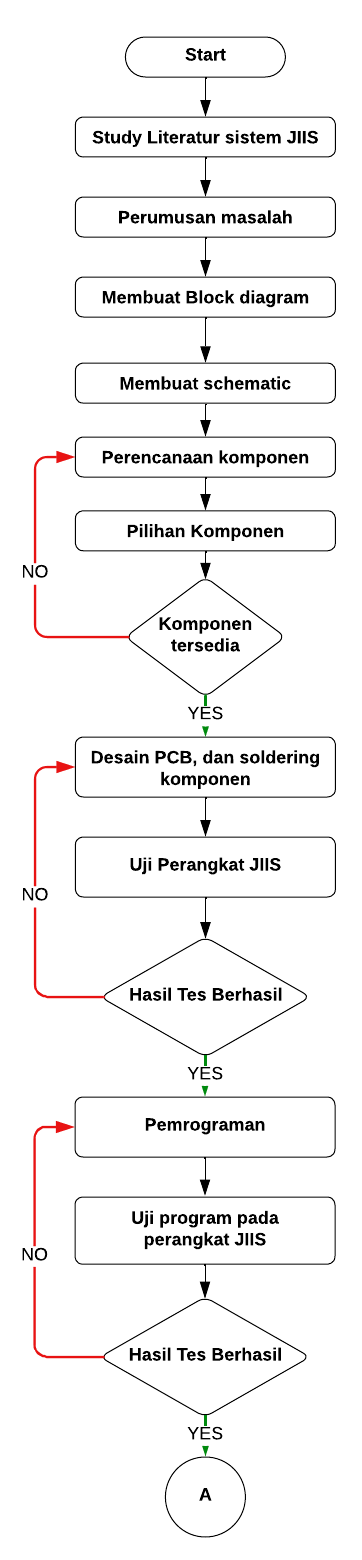 Start
Study Literatur sistem JIIS
Perumusan masalah
Membuat Block diagram
Membuat schematic
Perencanaan komponen
Pilihan Komponen
NO
Komponen
tersedia
YES
Desain PCB, dan soldering
komponen
Uji Perangkat JIIS
NO
Hasil Tes Berhasil
YES
Pemrograman
Uji program pada
perangkat JIIS
NO
Hasil Tes Berhasil
YES
A